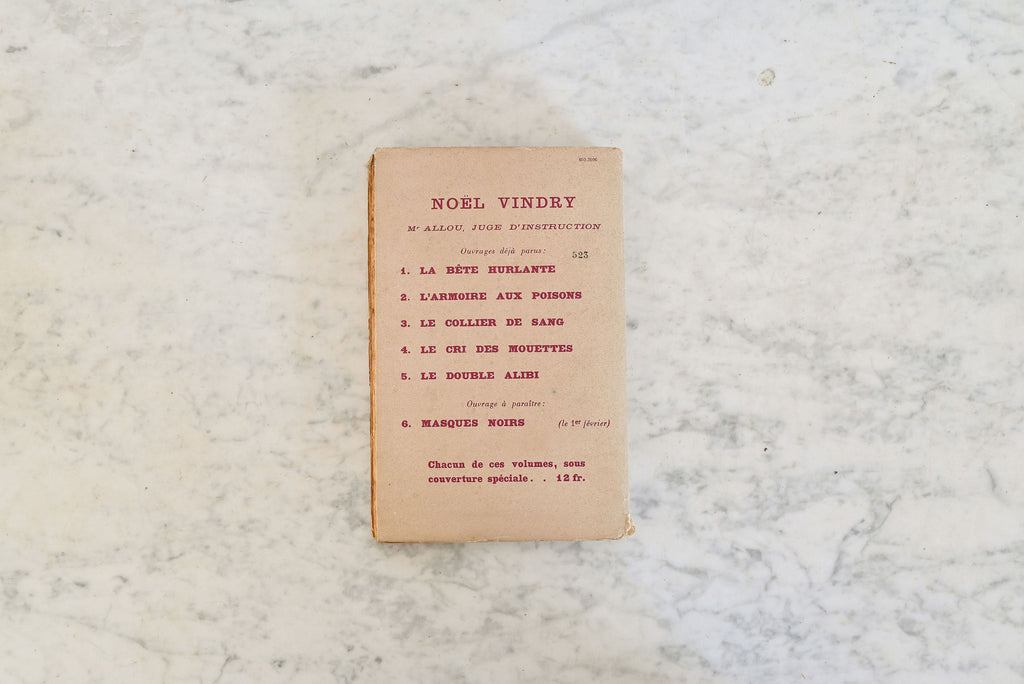 NOËL VINDRY
Mr ALLOU, JUGE D'INSTRUCTION
Ouvrages déjà parus :
523
1. LA BÊTE HURLANTE
2. L'ARMOIRE AUX POISONS
3. LE COLLIER DE SANG
4. LE CRI DES MOUETTES
5. LE DOUBLE ALIBI
Ouvrage à paraître :
6. MASQUES NOIRS (le 1er février)
Chacun de ces volumes, sous
couverture spéciale. . 12 fr.